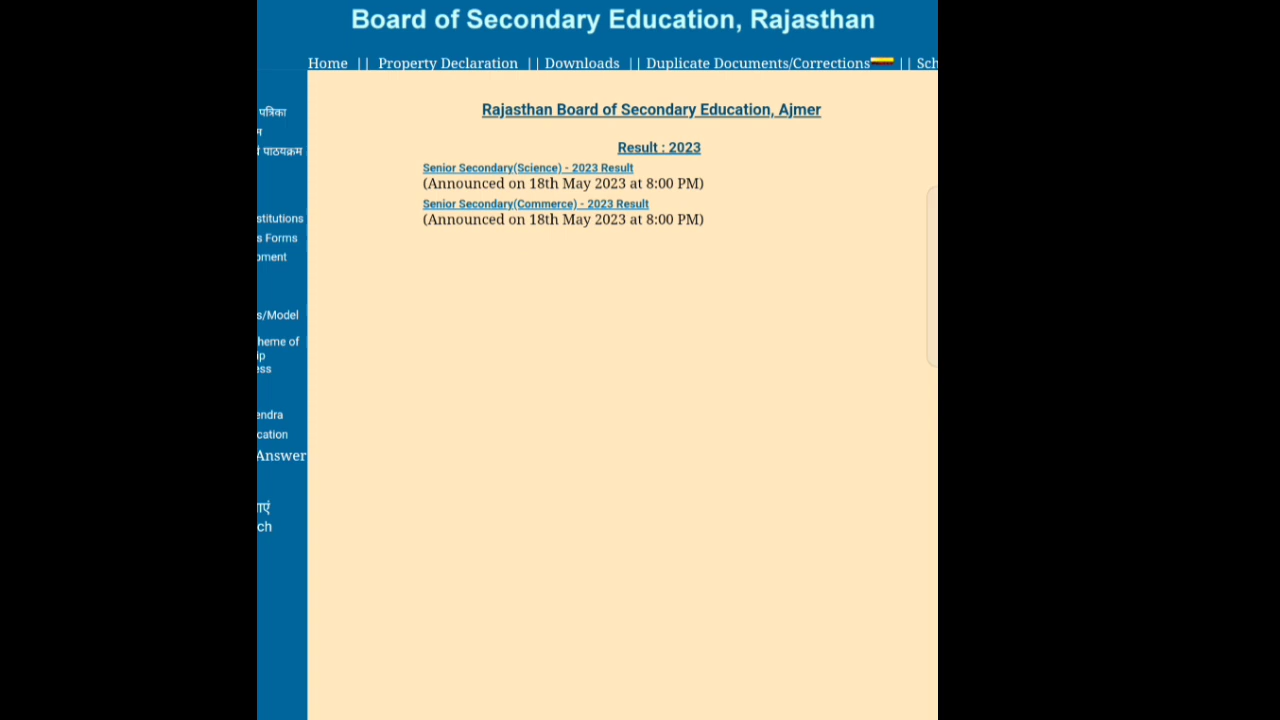 Board of Secondary Education, Rajasthan
Home || Property Declaration || Downloads || Duplicate Documents/Corrections || Sch
पत्रिका
म
पाठयक्रम
stitutions
s Forms
pment
s/Model
heme of
ip
ess
endra
cation
Answer
ाएं
ch
Rajasthan Board of Secondary Education, Ajmer
Result : 2023
Senior Secondary(Science) - 2023 Result
(Announced on 18th May 2023 at 8:00 PM)
Senior Secondary(Commerce) - 2023 Result
(Announced on 18th May 2023 at 8:00 PM)